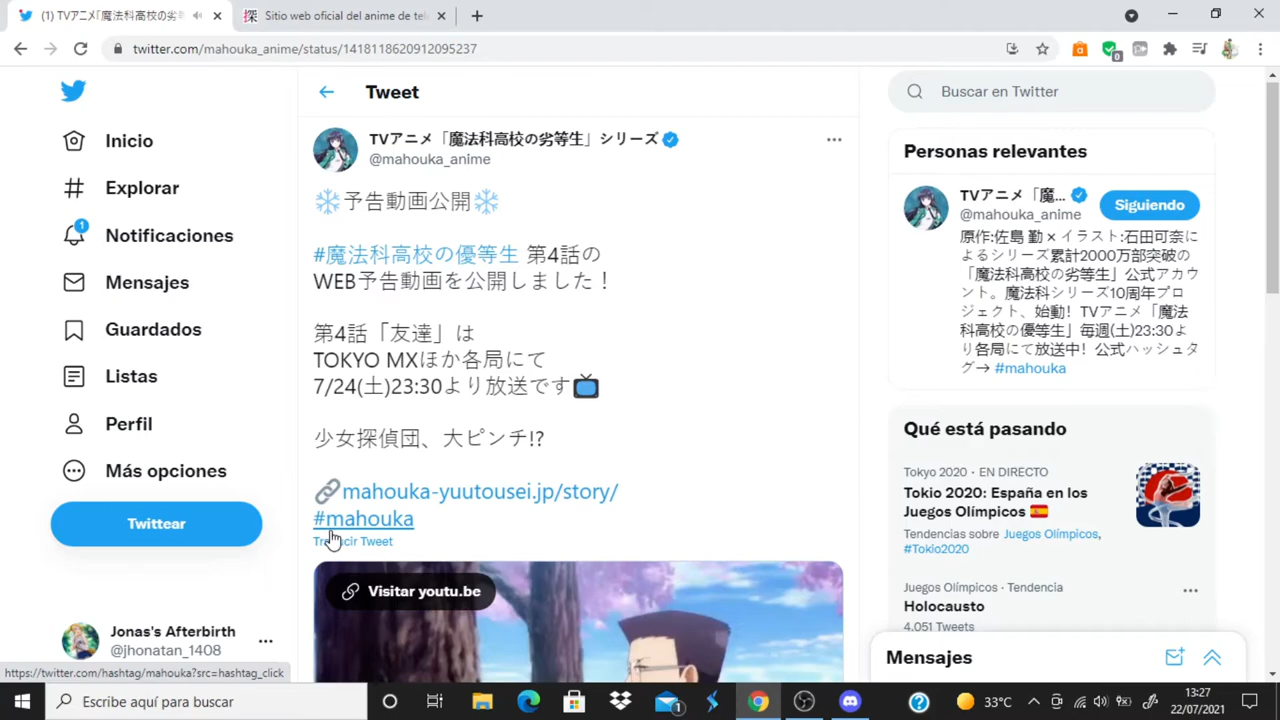 (1) TVアニメ「魔法科高校の劣等
Sitio web oficial del anime de tel
twitter.com/mahouka_anime/status/1418118620912095237
0
Inicio
Explorar
1
Notificaciones
Mensajes
Guardados
Listas
Perfil
Más opciones
Twittear
Jonas's Afterbirth
@jhonatan_1408
Tweet
TVアニメ「魔法科高校の劣等生」シリーズ
@mahouka_anime
❄予告動画公開❄
#魔法科高校の優等生 第4話の
WEB予告動画を公開しました！
第4話「友達」は
TOKYO MXほか各局にて
7/24(土)23:30より放送です📺
少女探偵団、大ピンチ!?
🔗mahouka-yuutousei.jp/story/
#mahouka
Traducir Tweet
Visitar youtu.be
Buscar en Twitter
Personas relevantes
TVアニメ「魔...
@mahouka_anime
Siguiendo
原作:佐島 勤 × イラスト:石田可奈に
よるシリーズ累計2000万部突破の
「魔法科高校の劣等生」公式アカウ
ント。魔法科シリーズ10周年プロ
ジェクト、始動！TVアニメ「魔法
科高校の優等生」毎週(土)23:30よ
り各局にて放送中！公式ハッシュタ
グ→ #mahouka
Qué está pasando
Tokyo 2020 · EN DIRECTO
Tokio 2020: España en los
Juegos Olímpicos 🇪🇸
Tendencias sobre Juegos Olímpicos,
#Tokio2020
Juegos Olímpicos · Tendencia
Holocausto
4.051 Tweets
Mensajes
https://twitter.com/hashtag/mahouka?src=hashtag_click
Escribe aquí para buscar
1
33°C
13:27
22/07/2021